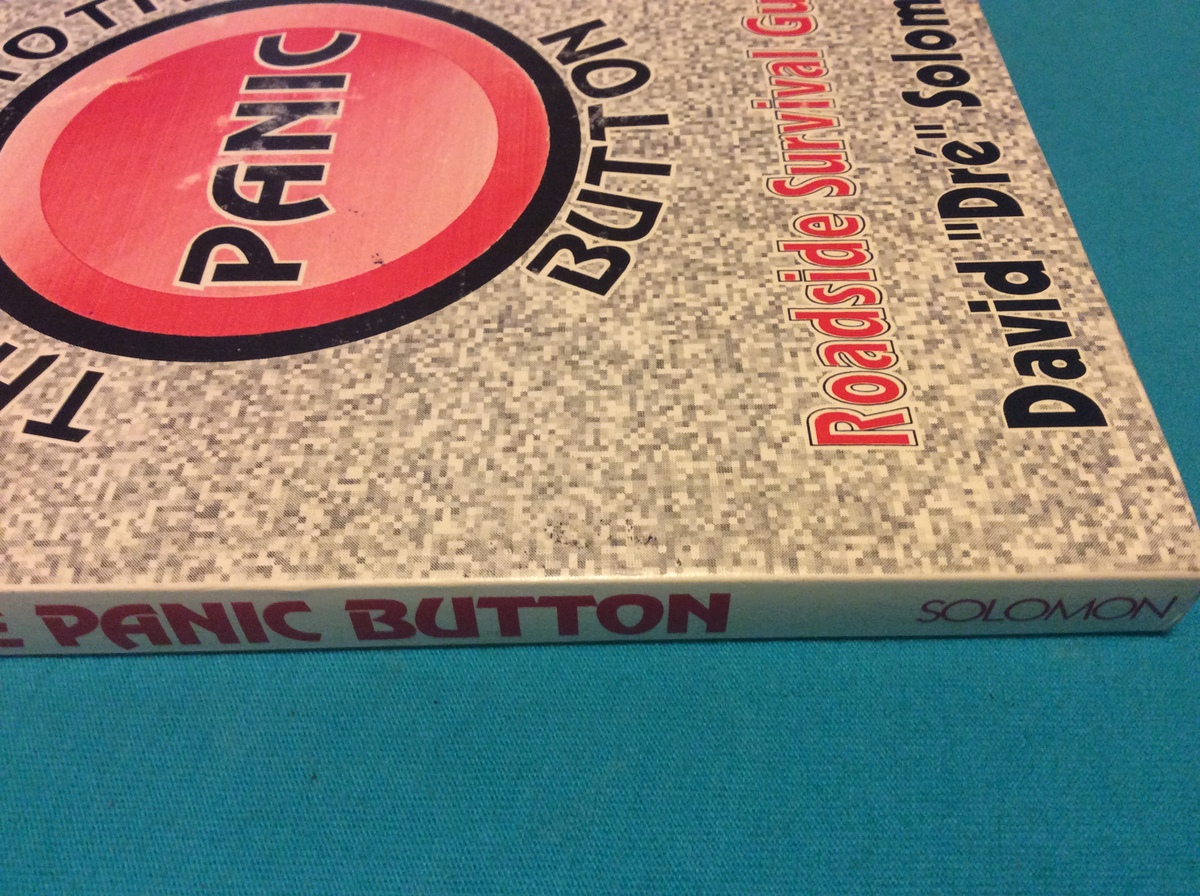 PANIC
BUTTON
Roadside Survival
David "Dré"
PANIC BUTTON
SOLOMON